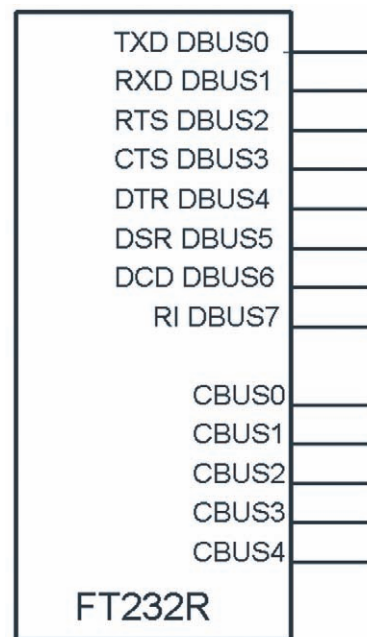 TXD DBUS0
RXD DBUS1
RTS DBUS2
CTS DBUS3
DTR DBUS4
DSR DBUS5
DCD DBUS6
RI DBUS7
CBUS0
CBUS1
CBUS2
CBUS3
CBUS4
FT232R